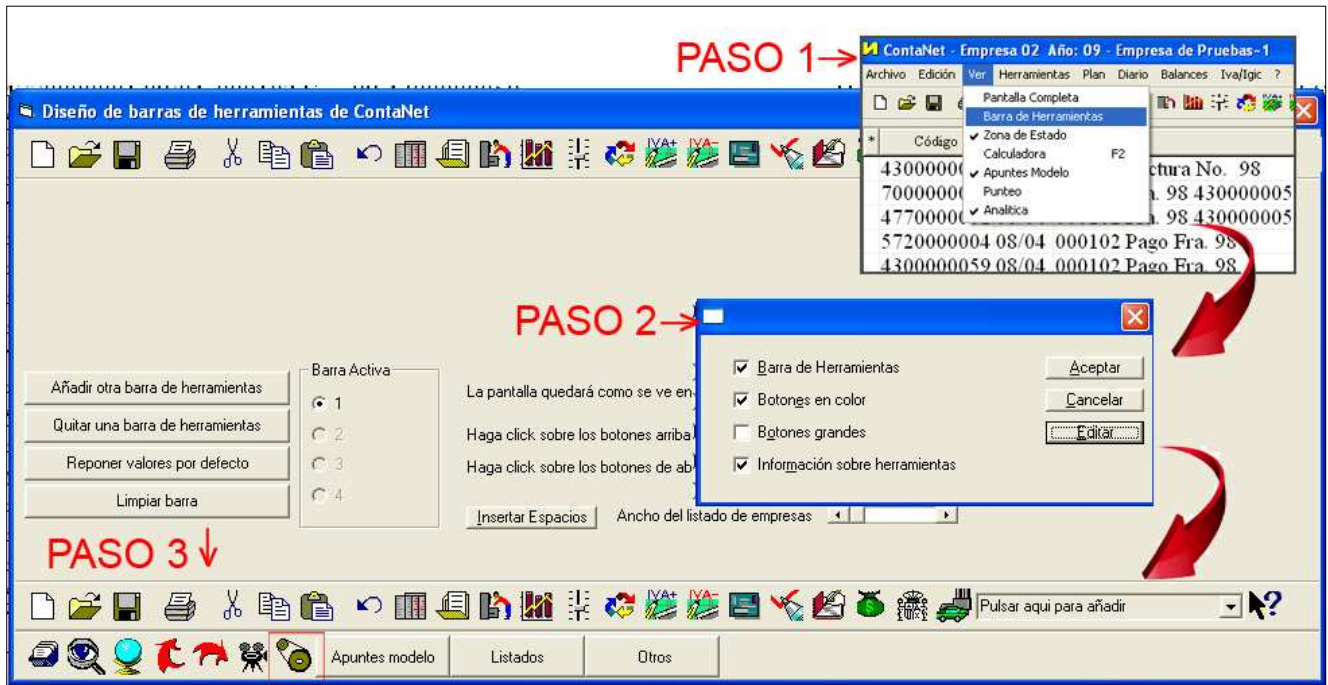 PASO 1
ContaNet - Empresa 02 Año: 09 - Empresa de Pruebas-1
Archivo Edición Ver Herramientas Plan Diario Balances Iva/Igic ?
Pantalla Completa
Barra de Herramientas
Zona de Estado
Calculadora F2
Apuntes Modelo
Punteo
Analítica
* Código
ctura No. 98
98 430000005
98 430000005
5720000004 08/04 000102 Pago Fra. 98
4300000059 08/04 000102 Pago Fra. 98
Diseño de barras de herramientas de ContaNet
IVA+ IVA-
PASO 2
Barra de Herramientas
Botones en color
Botones grandes
Información sobre herramientas
Aceptar
Cancelar
Editar
Añadir otra barra de herramientas
Quitar una barra de herramientas
Reponer valores por defecto
Limpiar barra
Barra Activa
1
2
3
4
La pantalla quedará como se ve en
Haga click sobre los botones arriba
Haga click sobre los botones de ab
Insertar Espacios
Ancho del listado de empresas
PASO 3
IVA+ IVA-
Pulsar aqui para añadir
Apuntes modelo
Listados
Otros